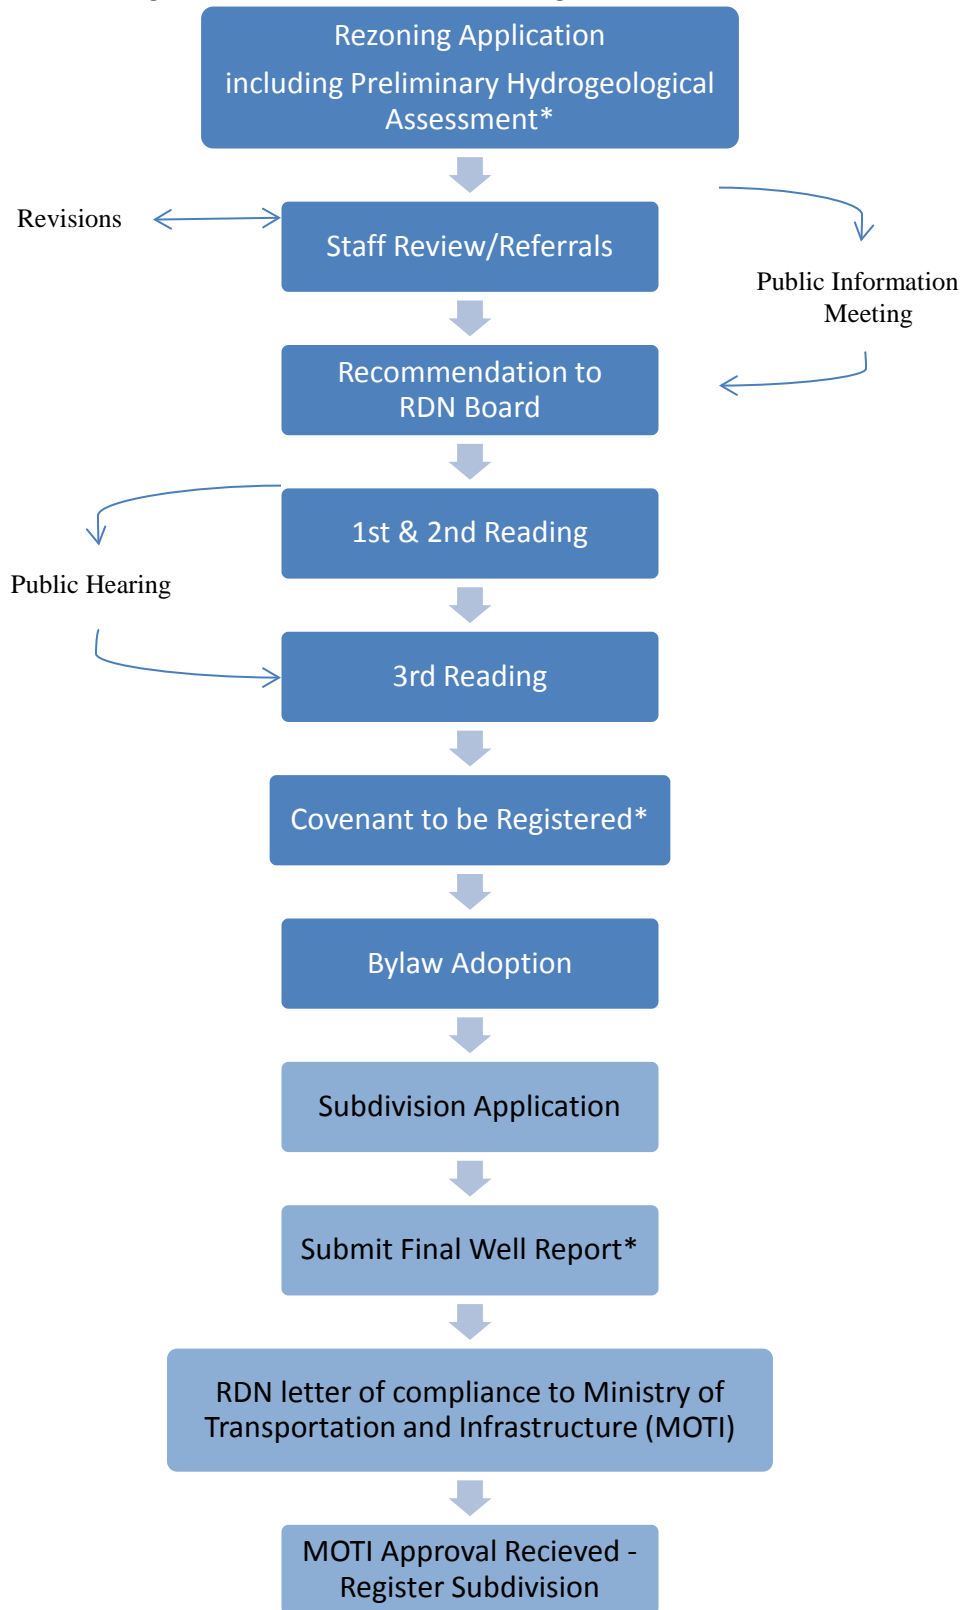 Rezoning Application
including Preliminary Hydrogeological
Assessment*
Revisions
Staff Review/Referrals
Public Information
Meeting
Recommendation to
RDN Board
1st & 2nd Reading
Public Hearing
3rd Reading
Covenant to be Registered*
Bylaw Adoption
Subdivision Application
Submit Final Well Report*
RDN letter of compliance to Ministry of
Transportation and Infrastructure (MOTI)
MOTI Approval Recieved -
Register Subdivision